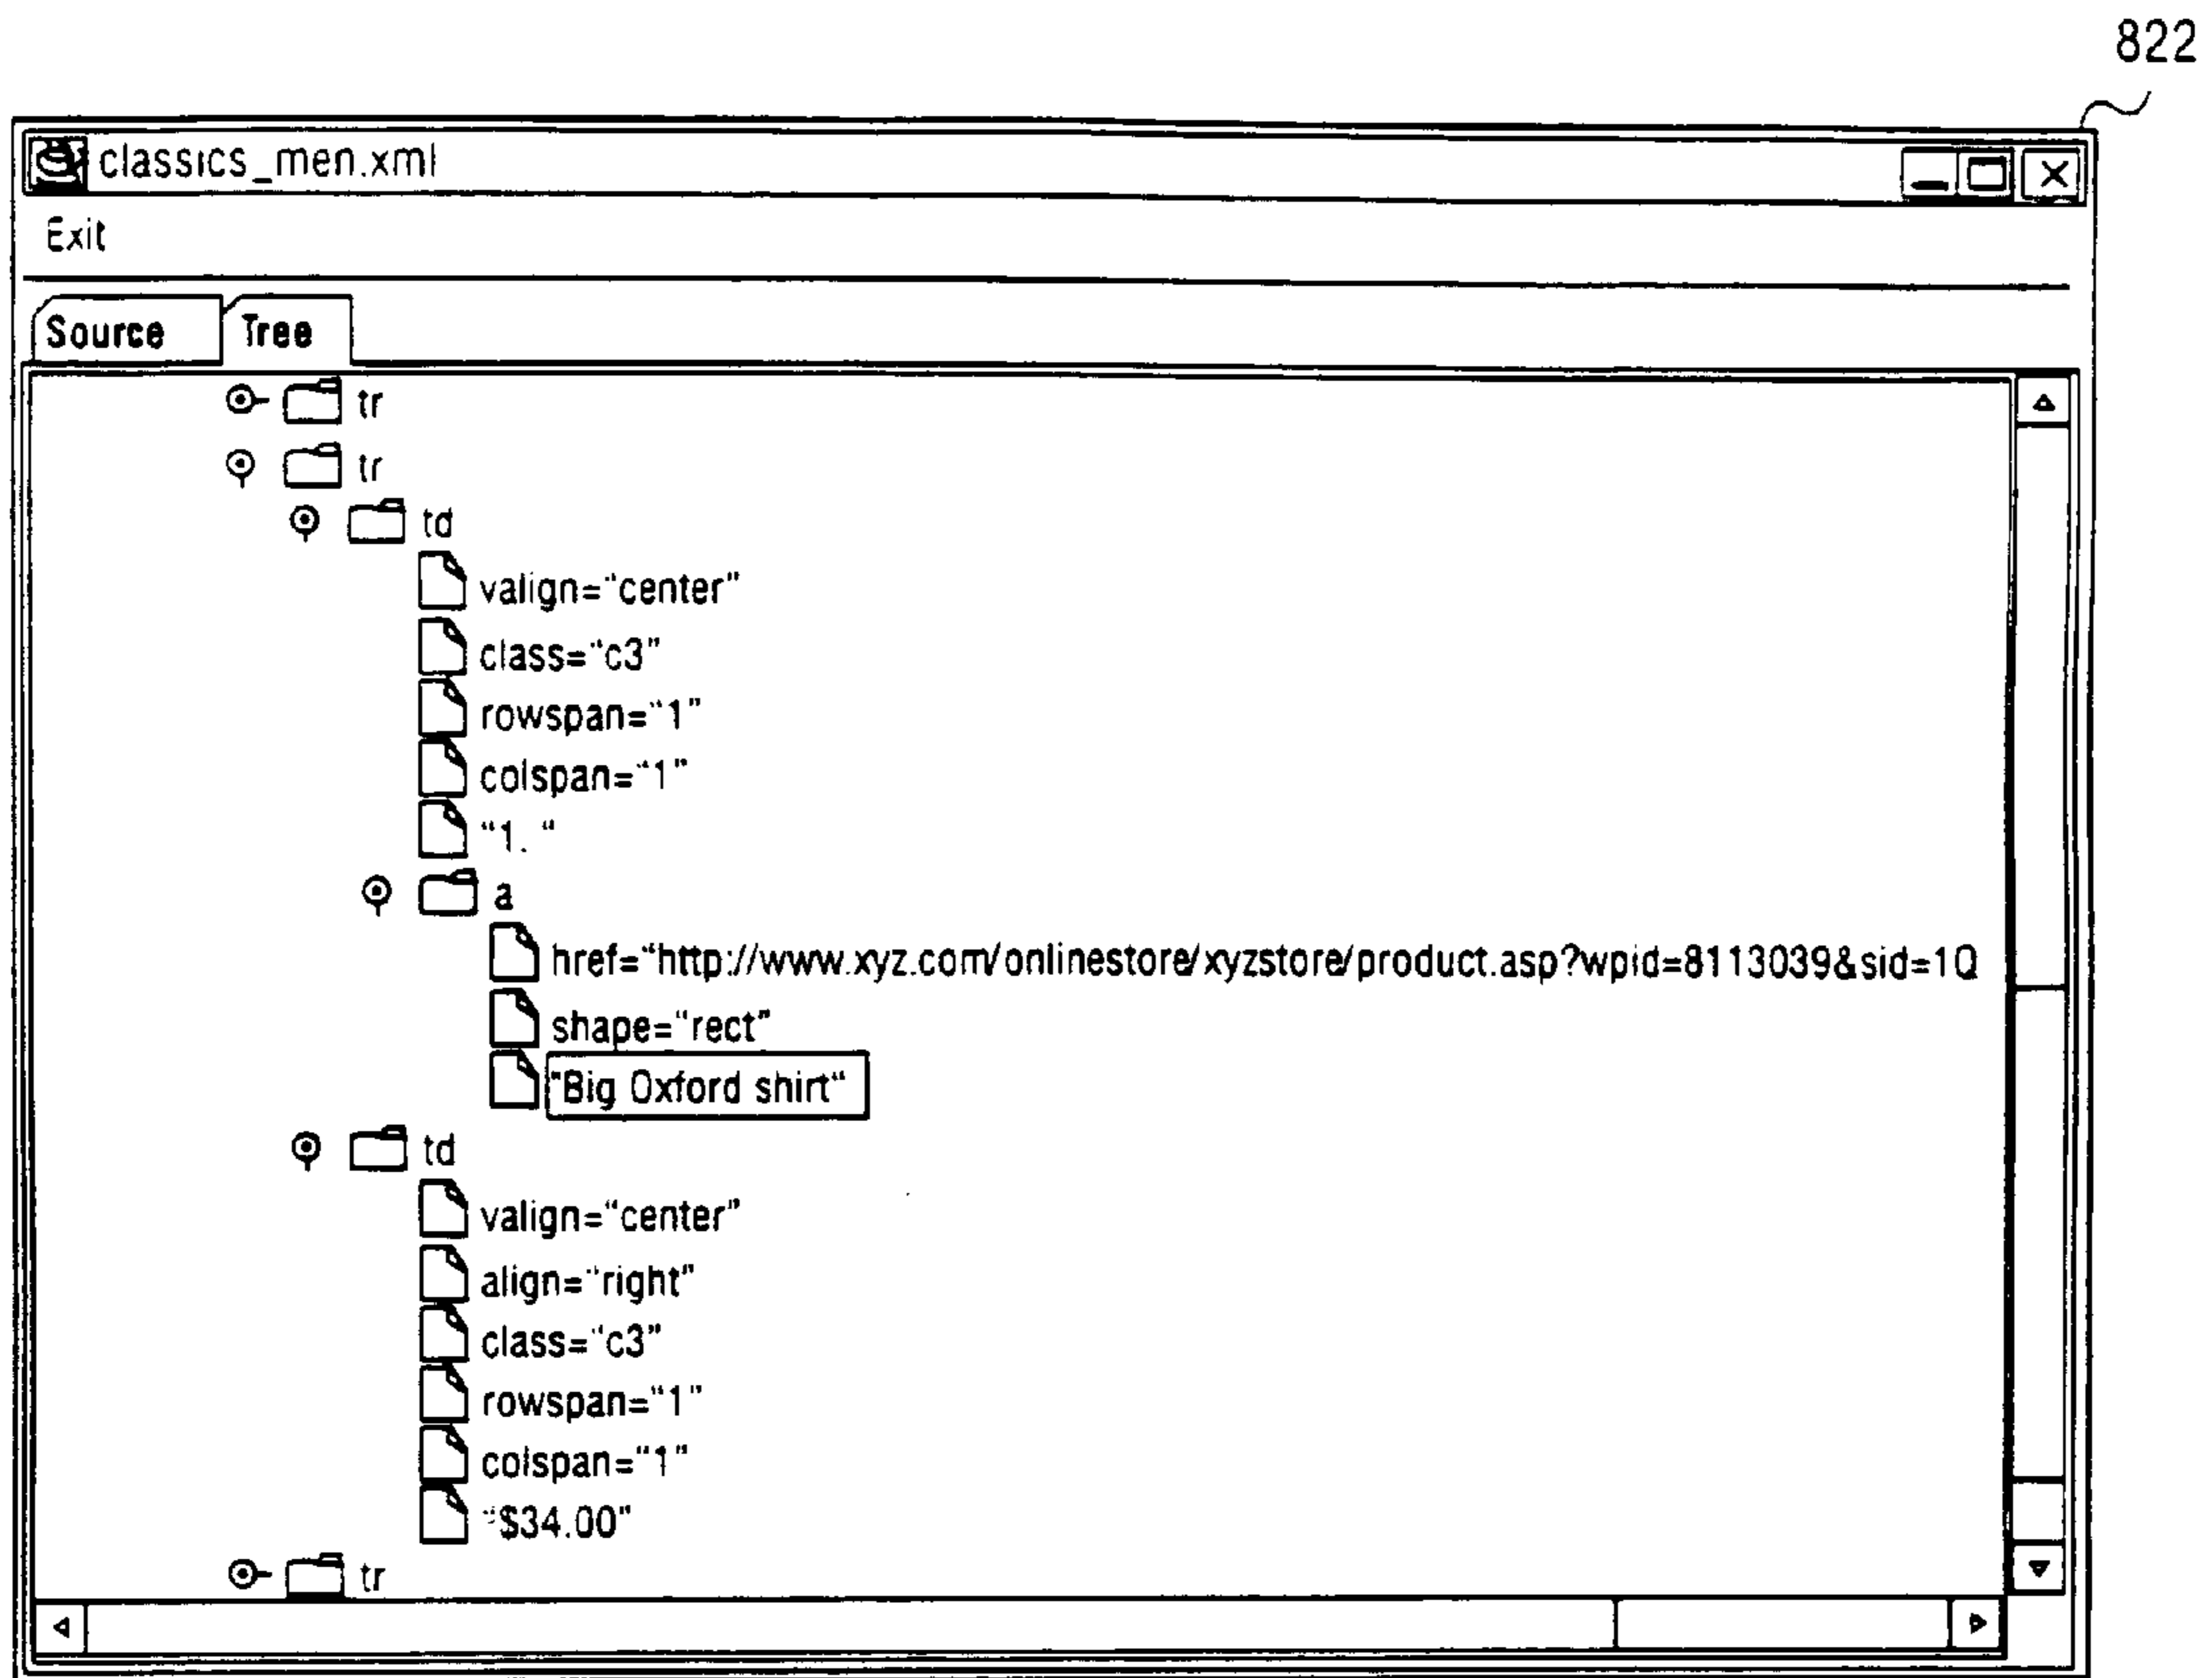 822
classics_men.xml
Exit
Source Tree
tr
tr
td
valign="center"
class="c3"
rowspan="1"
colspan="1"
"1. "
a
href="http://www.xyz.com/onlinestore/xyzstore/product.asp?wpid=8113039&sid=1Q
shape="rect"
"Big Oxford shirt"
td
valign="center"
align="right"
class="c3"
rowspan="1"
colspan="1"
"$34.00"
tr